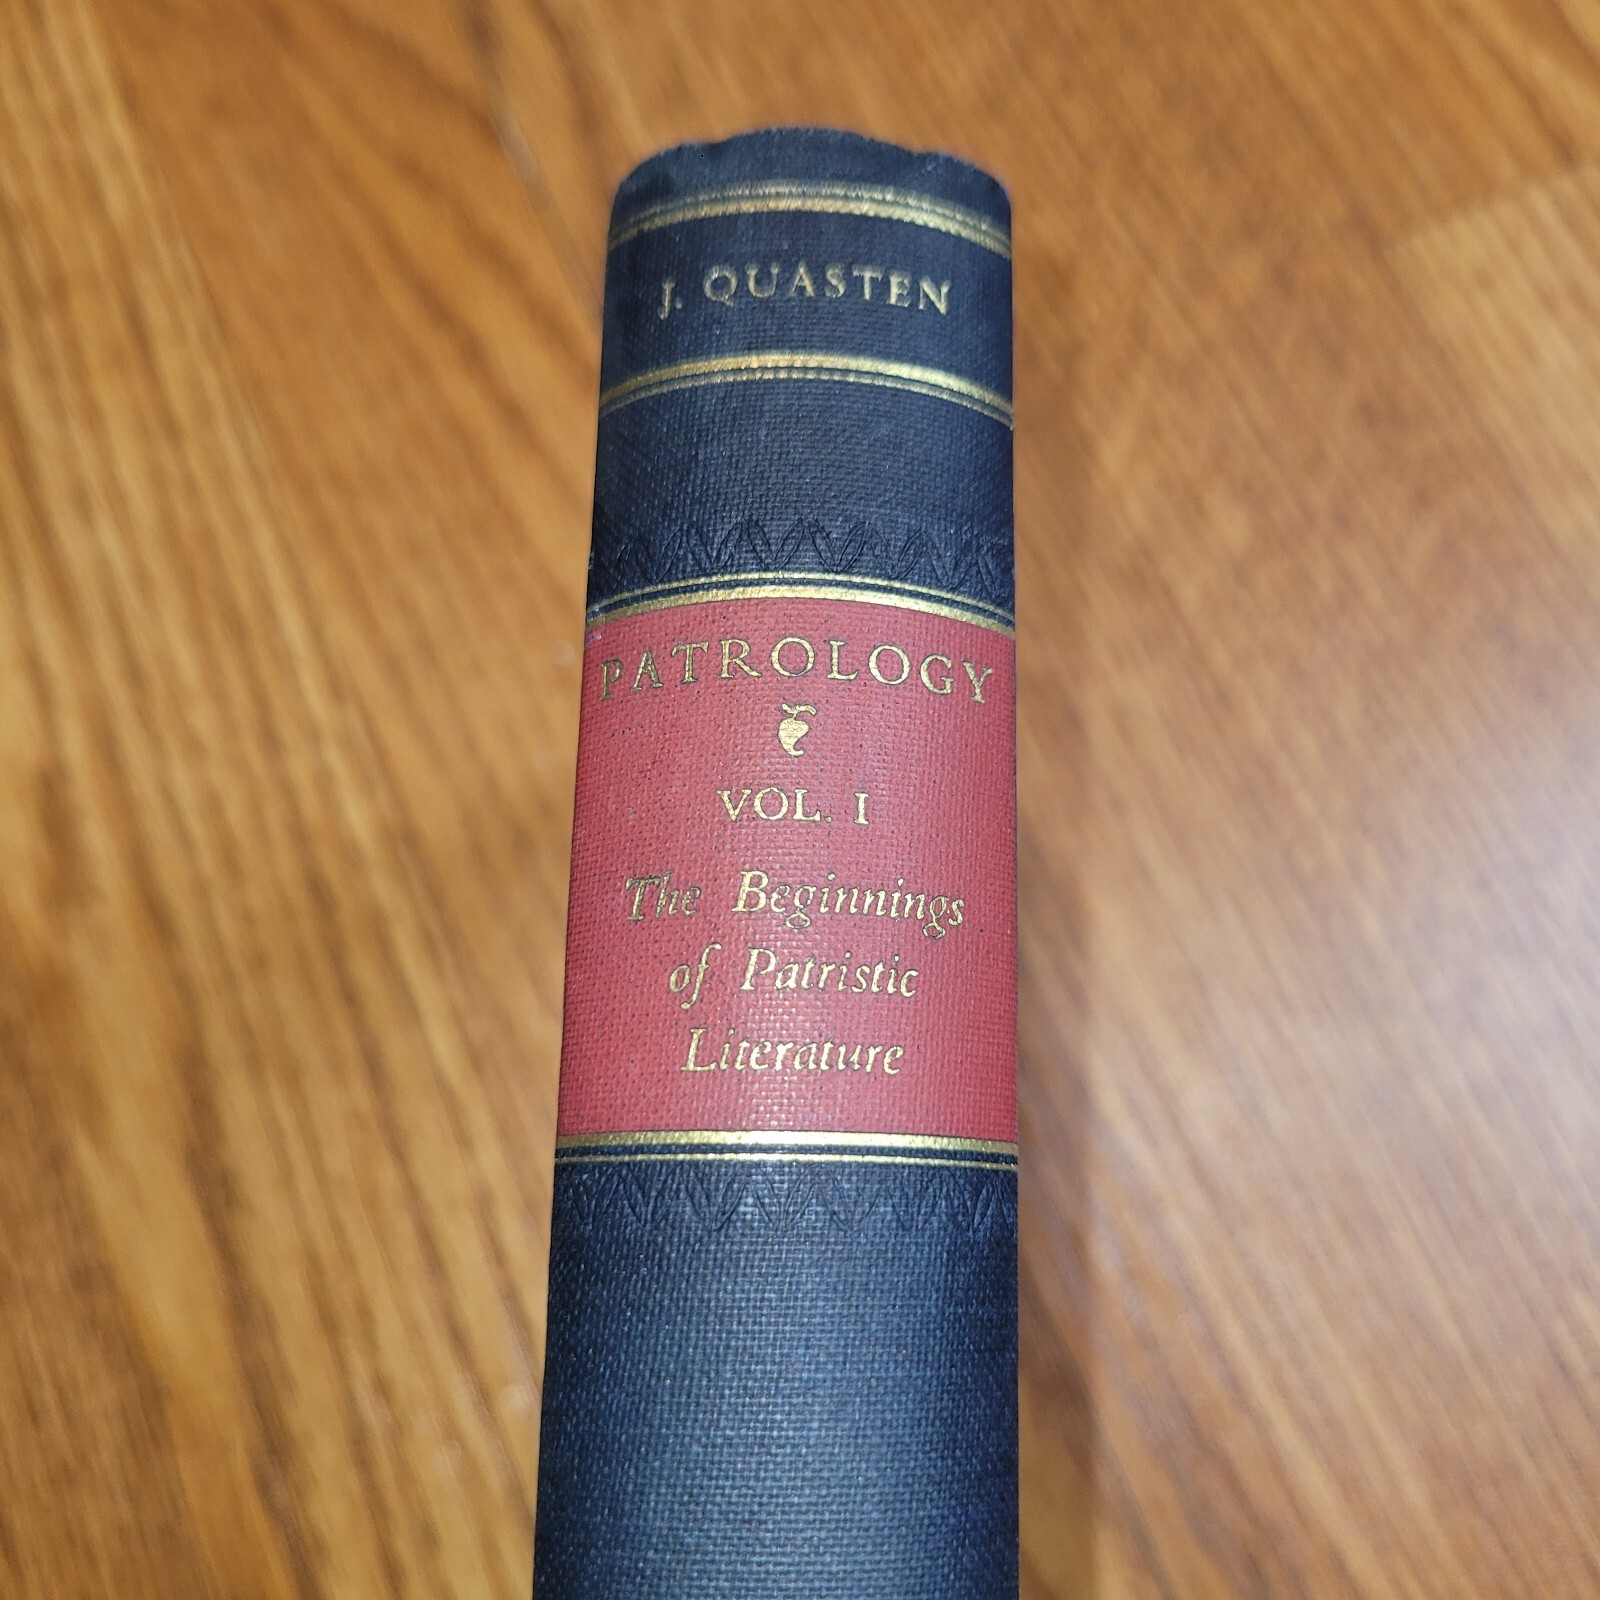 J. QUASTEN
PATROLOGY
VOL. I
The Beginnings
of Patristic
Literature